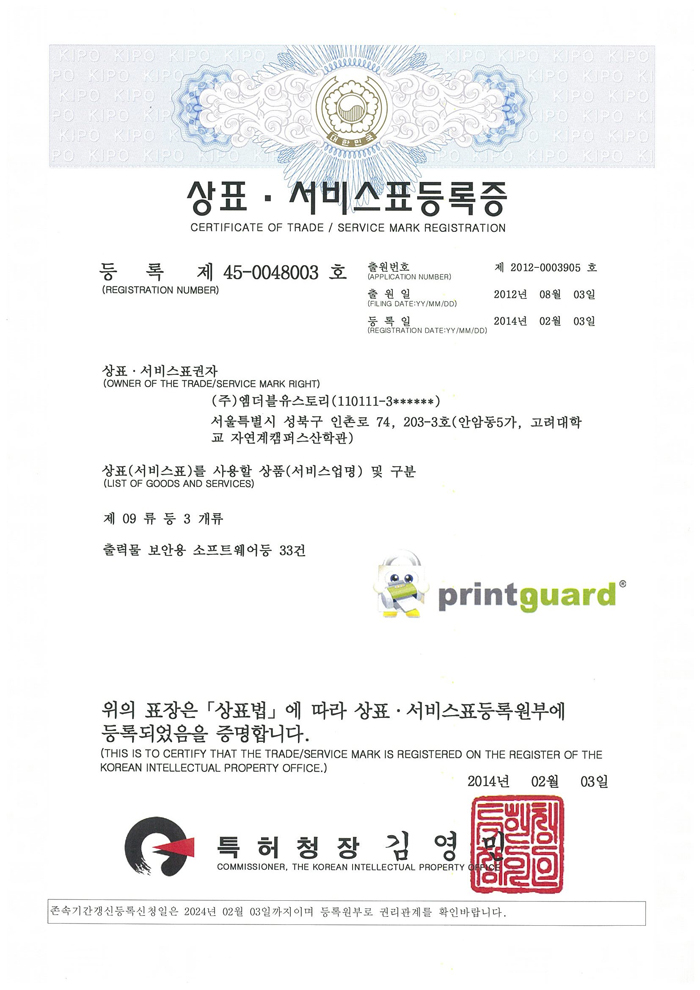 KIPO KIPO KIPO KIPO KIPO KIPO
대한민국
상표 · 서비스표등록증
CERTIFICATE OF TRADE / SERVICE MARK REGISTRATION
등 록 제 45-0048003 호
(REGISTRATION NUMBER)
출원번호 제 2012-0003905 호
(APPLICATION NUMBER)
출 원 일 2012년 08월 03일
(FILING DATE:YY/MM/DD)
등 록 일 2014년 02월 03일
(REGISTRATION DATE:YY/MM/DD)
상표 · 서비스표권자
(OWNER OF THE TRADE/SERVICE MARK RIGHT)
(주)엠더블유스토리(110111-3******)
서울특별시 성북구 인촌로 74, 203-3호(안암동5가, 고려대학
교 자연계캠퍼스산학관)
상표(서비스표)를 사용할 상품(서비스업명) 및 구분
(LIST OF GOODS AND SERVICES)
제 09 류 등 3 개류
출력물 보안용 소프트웨어등 33건
printguard®
위의 표장은 「상표법」에 따라 상표 · 서비스표등록원부에
등록되었음을 증명합니다.
(THIS IS TO CERTIFY THAT THE TRADE/SERVICE MARK IS REGISTERED ON THE REGISTER OF THE
KOREAN INTELLECTUAL PROPERTY OFFICE.)
2014년 02월 03일
특허청장 김영민
COMMISSIONER, THE KOREAN INTELLECTUAL PROPERTY OFFICE
존속기간갱신등록신청일은 2024년 02월 03일까지이며 등록원부로 권리관계를 확인바랍니다.